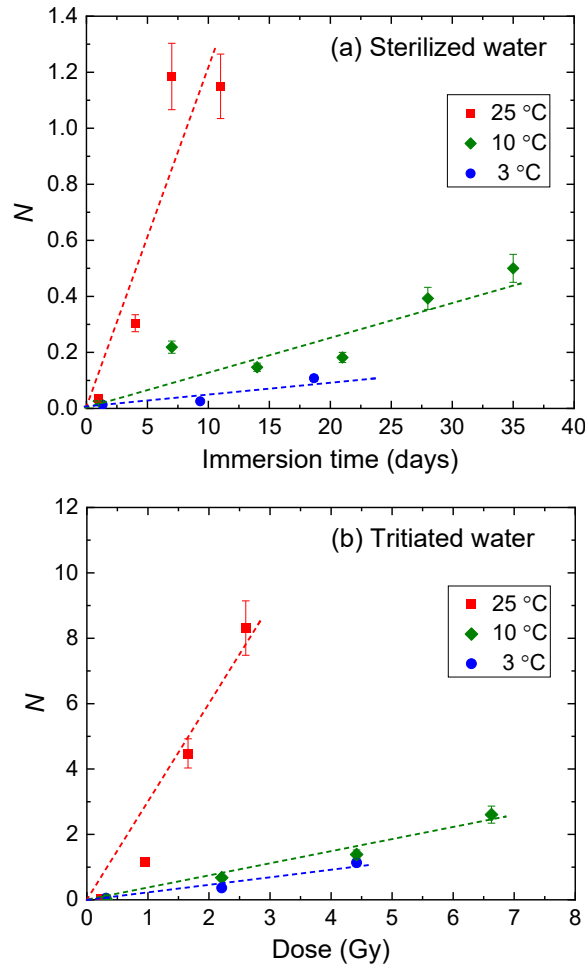 (a) Sterilized water
1.4
1.2
1.0
0.8
0.6
0.4
0.2
0.0
N
25 °C
10 °C
3 °C
0 5 10 15 20 25 30 35 40
Immersion time (days)
(b) Tritiated water
12
10
8
6
4
2
0
N
25 °C
10 °C
3 °C
0 1 2 3 4 5 6 7 8
Dose (Gy)